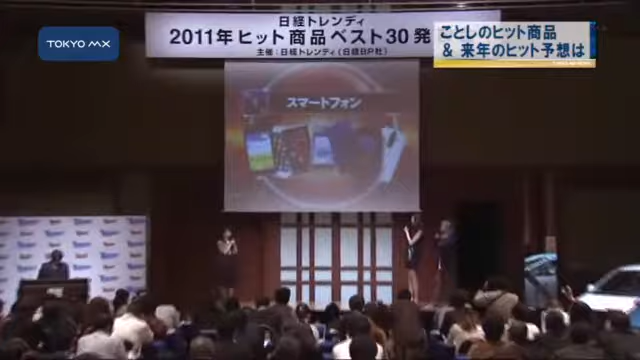 TOKYO MX
日経トレンディ
2011年ヒット商品ベスト30発
主催：日経トレンディ(日経BP社)
ことしのヒット商品
& 来年のヒット予想は
スマートフォン